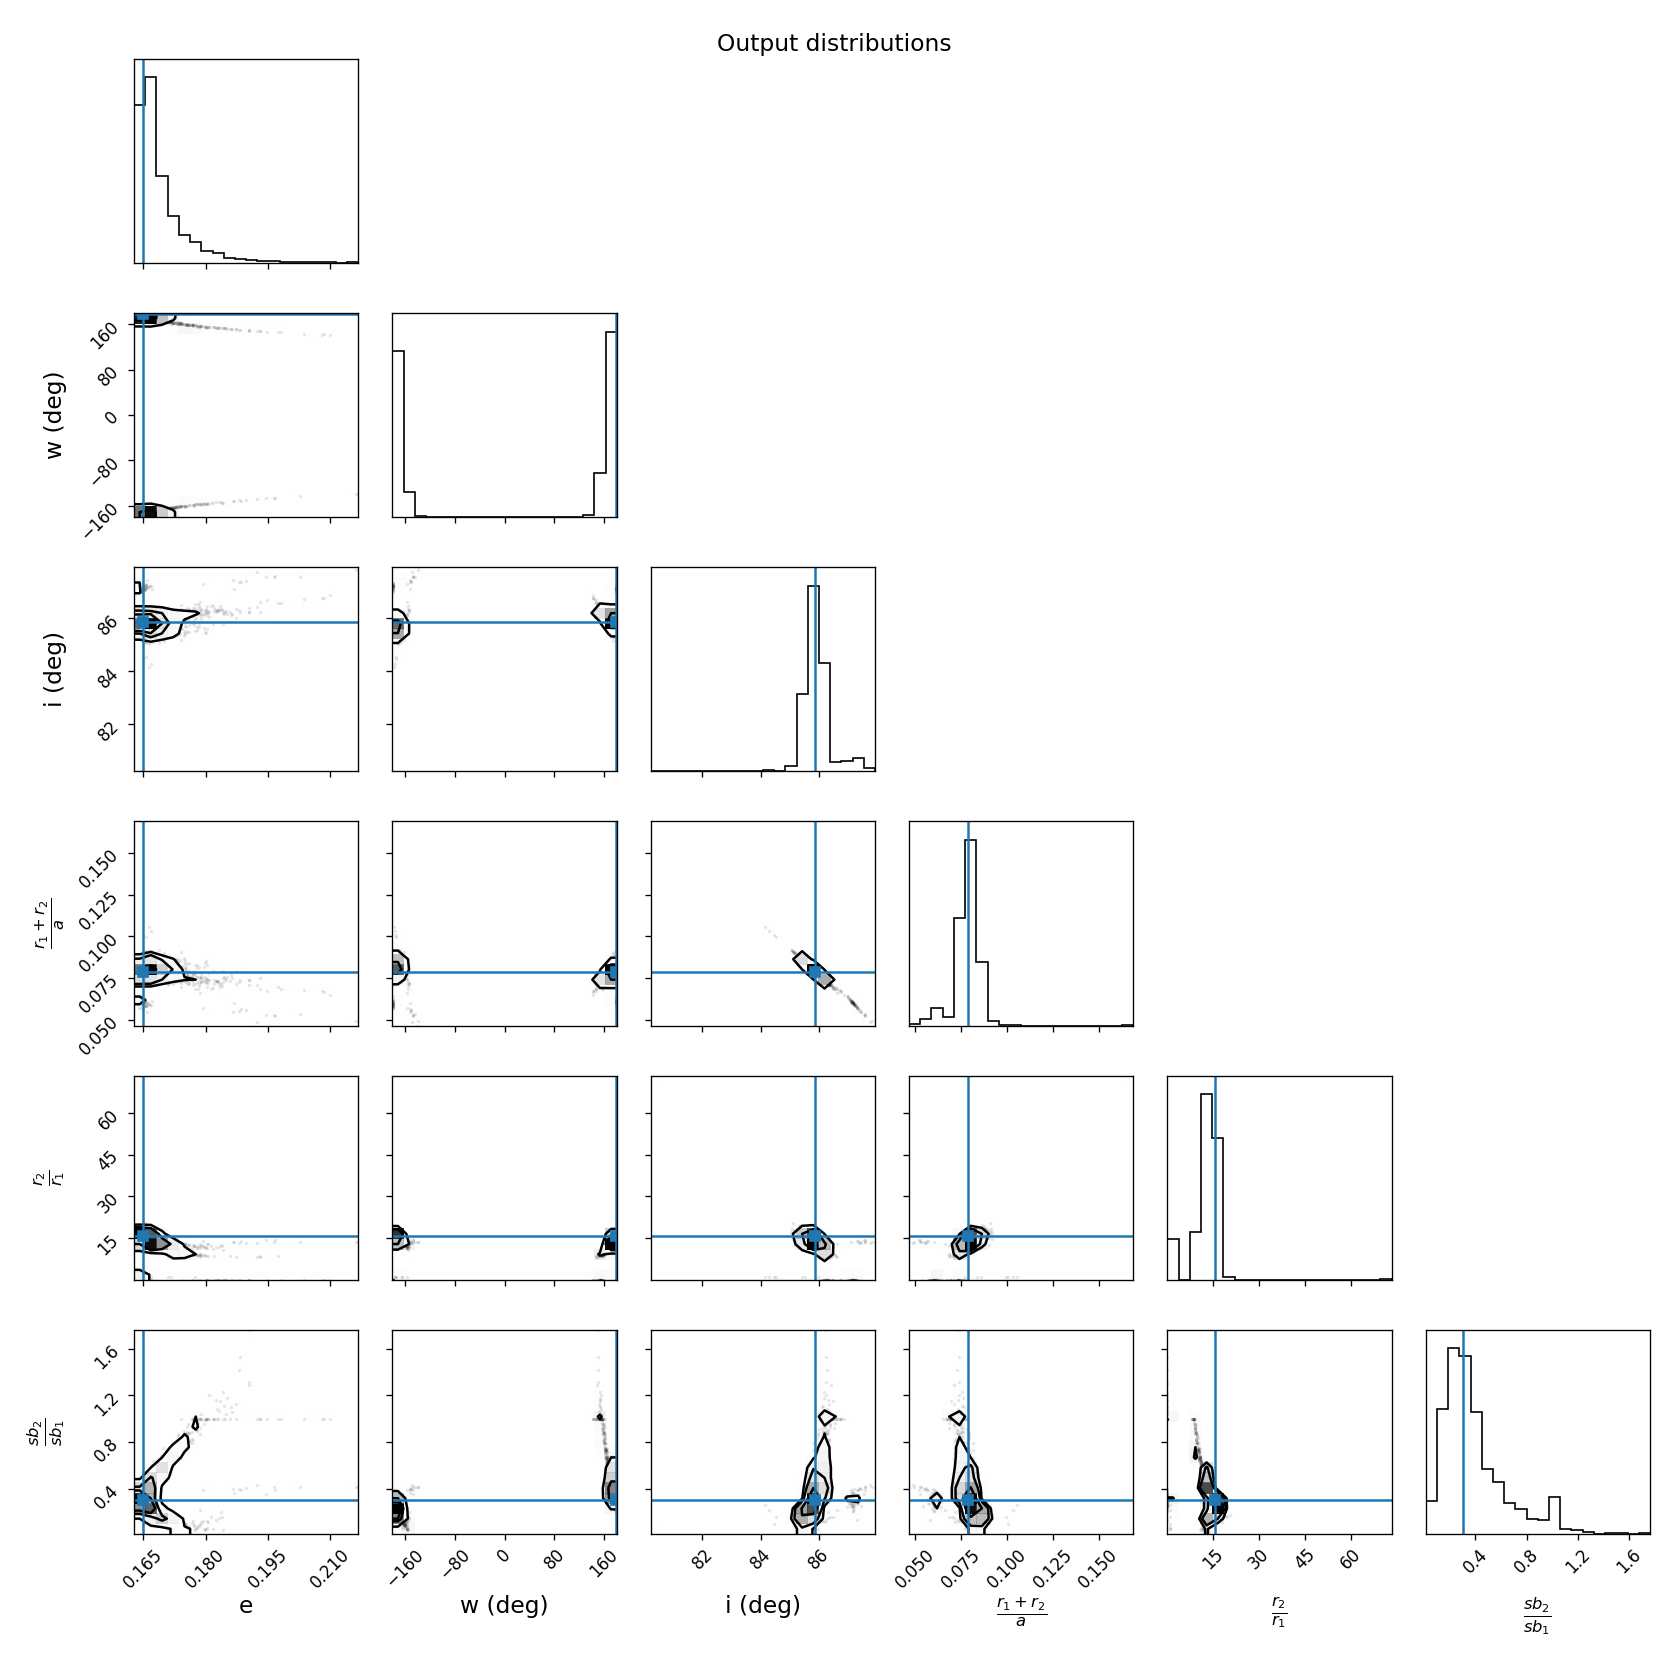 Output distributions
160
80
0
−80
−160
w (deg)
86
84
82
i (deg)
0.150
0.125
0.100
0.075
0.050
r₁ + r₂
a
60
45
30
15
r₂
r₁
1.6
1.2
0.8
0.4
sb₂
sb₁
0.165 0.180 0.195 0.210
−160 −80 0 80 160
82 84 86
0.050 0.075 0.100 0.125 0.150
15 30 45 60
0.4 0.8 1.2 1.6
e
w (deg)
i (deg)
r₁ + r₂
a
r₂
r₁
sb₂
sb₁